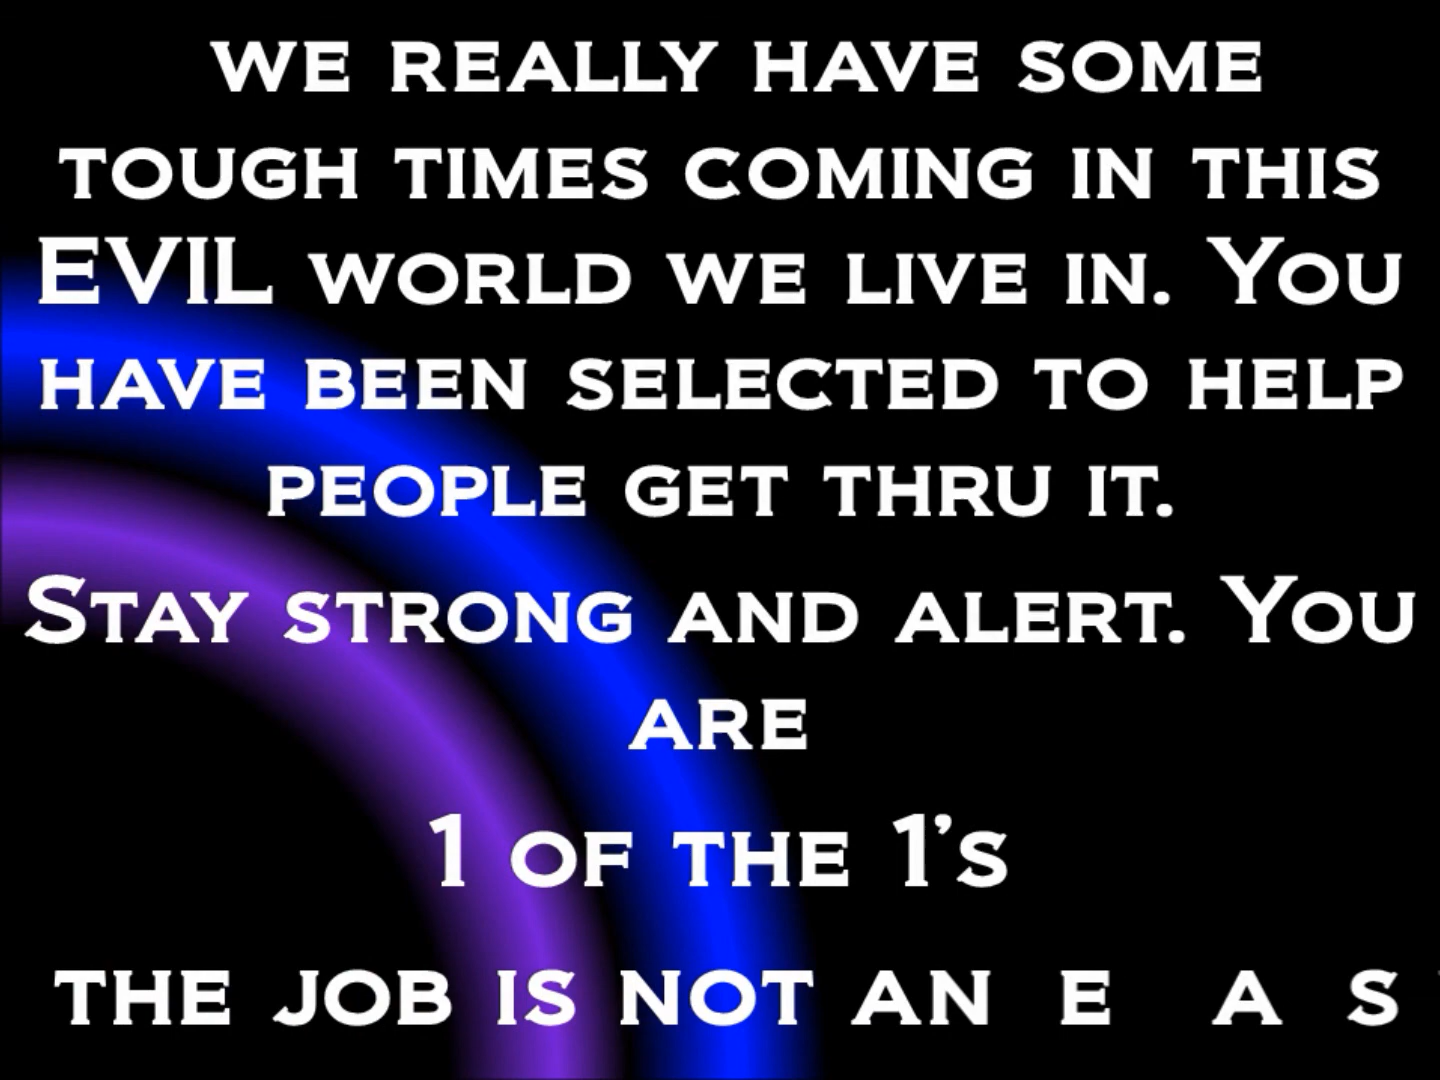 we really have some
tough times coming in this
EVIL world we live in. You
have been selected to help
people get thru it.
Stay strong and alert. You
are
1 of the 1's
the job is not an e a s